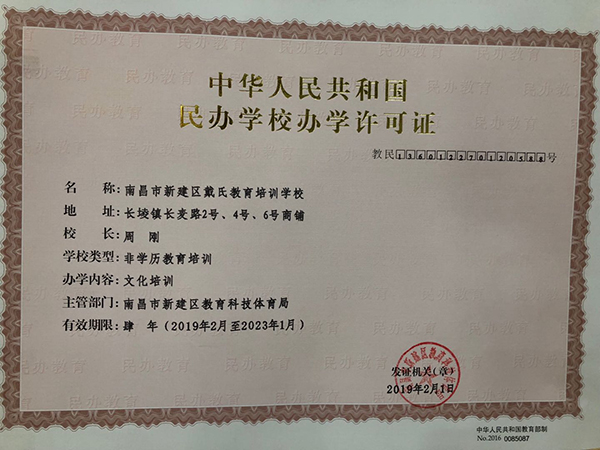 中华人民共和国
民办学校办学许可证
教民136012270120588号
名 称：南昌市新建区戴氏教育培训学校
地 址：长堎镇长麦路2号、4号、6号商铺
校 长：周 刚
学校类型：非学历教育培训
办学内容：文化培训
主管部门：南昌市新建区教育科技体育局
有效期限：肆 年（2019年2月至2023年1月）
发证机关(章)
2019年2月1日
中华人民共和国教育部制
No.2016 0085087